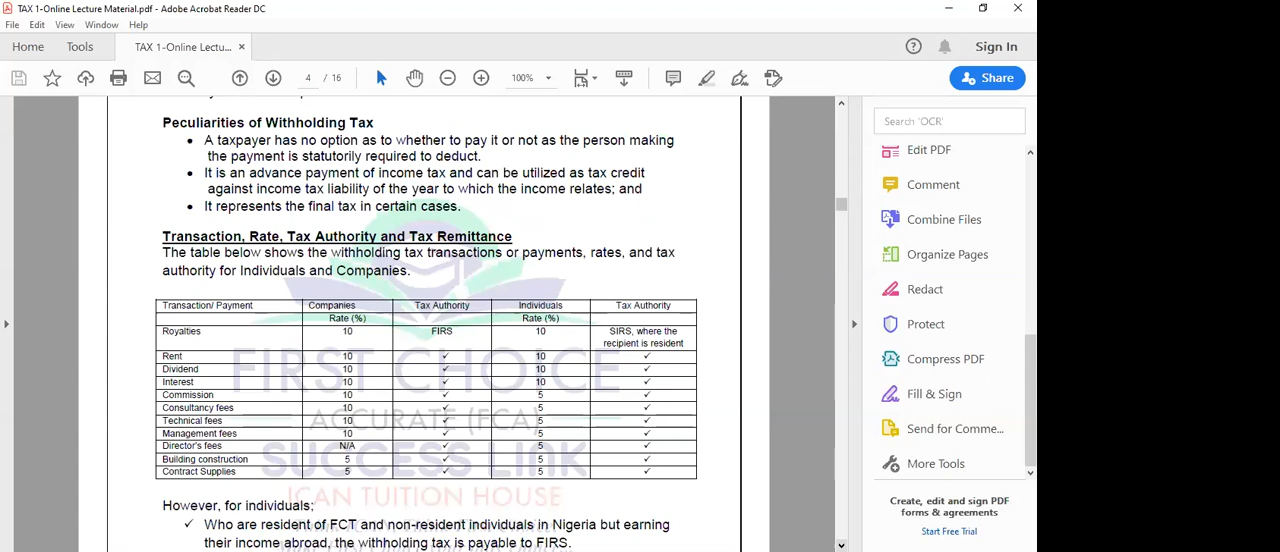 TAX 1-Online Lecture Material.pdf - Adobe Acrobat Reader DC
File Edit View Window Help
Home Tools TAX 1-Online Lectu... × Sign In
4 / 16 100% Share
Peculiarities of Withholding Tax
• A taxpayer has no option as to whether to pay it or not as the person making
the payment is statutorily required to deduct.
• It is an advance payment of income tax and can be utilized as tax credit
against income tax liability of the year to which the income relates; and
• It represents the final tax in certain cases.
Transaction, Rate, Tax Authority and Tax Remittance
The table below shows the withholding tax transactions or payments, rates, and tax
authority for Individuals and Companies.
Transaction/ Payment Companies Tax Authority Individuals Tax Authority
Rate (%) Rate (%)
Royalties 10 FIRS 10 SIRS, where the
recipient is resident
Rent 10 ✓ 10 ✓
Dividend 10 ✓ 10 ✓
Interest 10 ✓ 10 ✓
Commission 10 ✓ 5 ✓
Consultancy fees 10 ✓ 5 ✓
Technical fees 10 ✓ 5 ✓
Management fees 10 ✓ 5 ✓
Director's fees N/A ✓ 5 ✓
Building construction 5 ✓ 5 ✓
Contract Supplies 5 ✓ 5 ✓
FIRST CHOICE
ACCURATE (FCA)
SUCCESS LINK
ICAN TUITION HOUSE
However, for individuals;
✓ Who are resident of FCT and non-resident individuals in Nigeria but earning
their income abroad, the withholding tax is payable to FIRS.
Search 'OCR'
Edit PDF
Comment
Combine Files
Organize Pages
Redact
Protect
Compress PDF
Fill & Sign
Send for Comme...
More Tools
Create, edit and sign PDF
forms & agreements
Start Free Trial